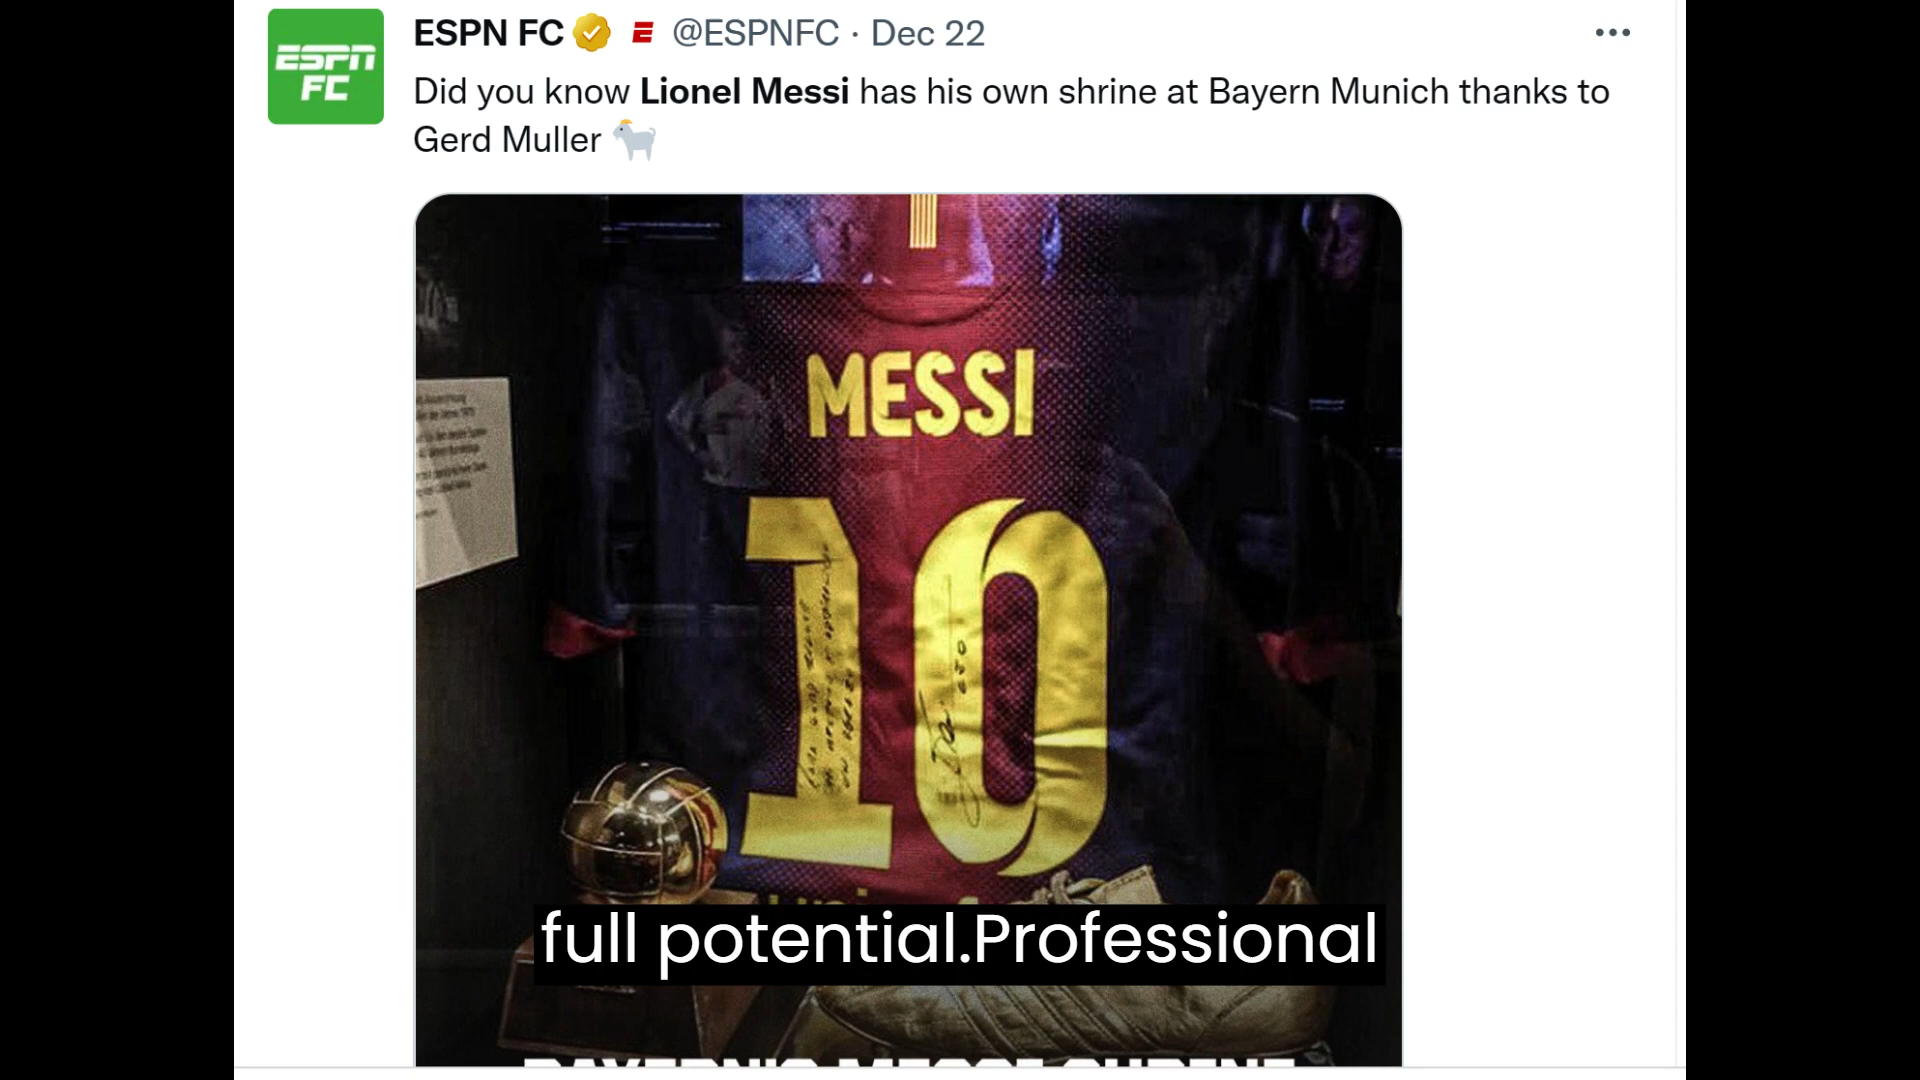 ESPN FC @ESPNFC · Dec 22
ESPN
FC
Did you know Lionel Messi has his own shrine at Bayern Munich thanks to
Gerd Muller
MESSI
10
full potential.Professional